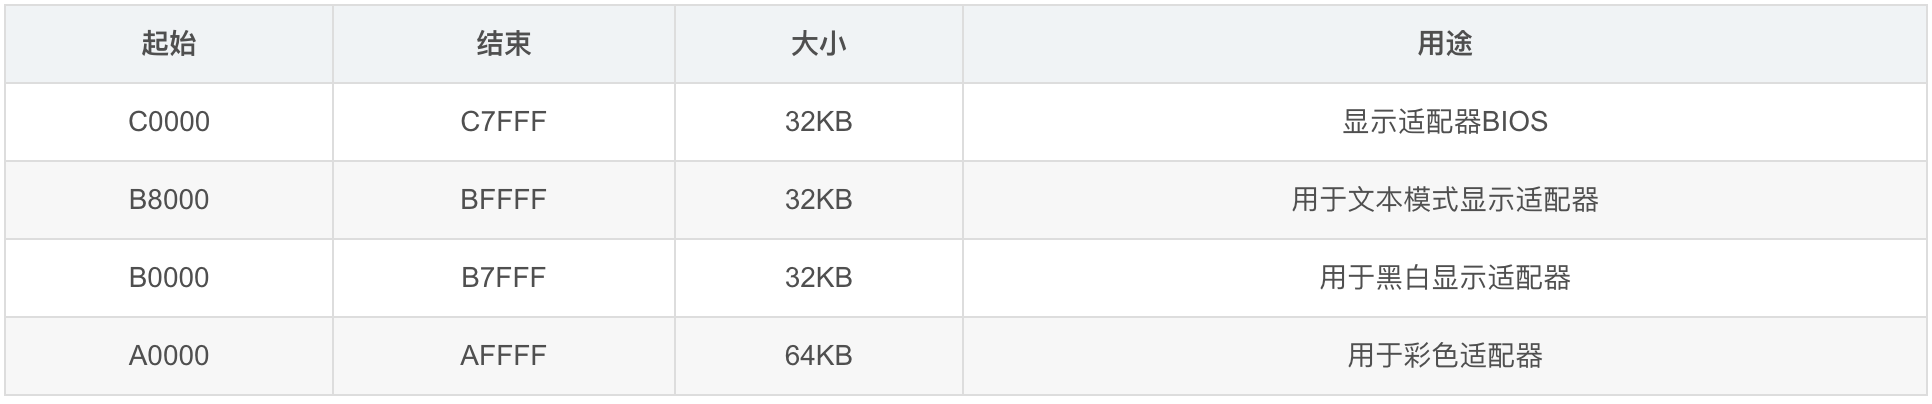 起始 结束 大小 用途
C0000 C7FFF 32KB 显示适配器BIOS
B8000 BFFFF 32KB 用于文本模式显示适配器
B0000 B7FFF 32KB 用于黑白显示适配器
A0000 AFFFF 64KB 用于彩色适配器